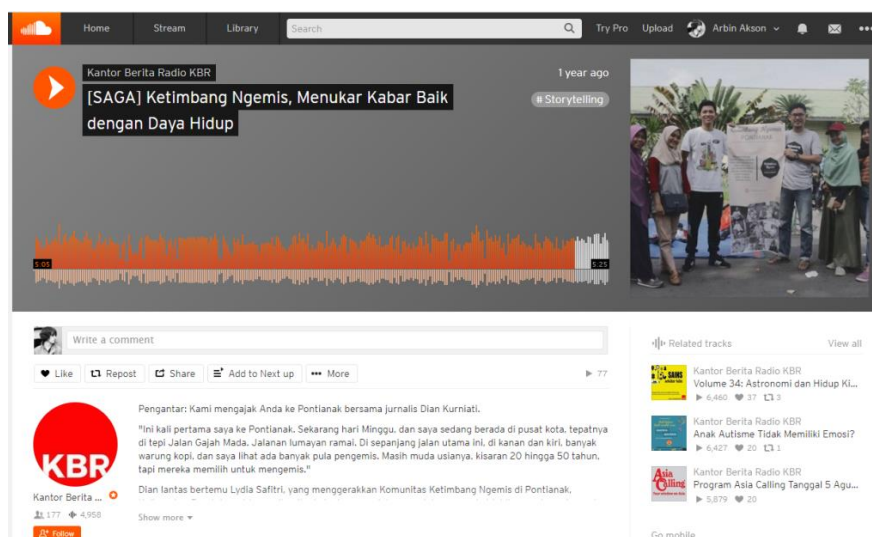 Home Stream Library Search Try Pro Upload Arbin Akson
Kantor Berita Radio KBR
1 year ago
[SAGA] Ketimbang Ngemis, Menukar Kabar Baik
dengan Daya Hidup
# Storytelling
5:05
5:25
Write a comment
Like Repost Share Add to Next up More
77
KBR
Kantor Berita ...
177 4,958
Follow
Pengantar: Kami mengajak Anda ke Pontianak bersama jurnalis Dian Kurniati.
"Ini kali pertama saya ke Pontianak. Sekarang hari Minggu, dan saya sedang berada di pusat kota, tepatnya
di tepi Jalan Gajah Mada. Jalanan lumayan ramai. Di sepanjang jalan utama ini, di kanan dan kiri, banyak
warung kopi, dan saya lihat ada banyak pula pengemis. Masih muda usianya, kisaran 20 hingga 50 tahun,
tapi mereka memilih untuk mengemis."
Dian lantas bertemu Lydia Safitri, yang menggerakkan Komunitas Ketimbang Ngemis di Pontianak,
Show more
Related tracks View all
Kantor Berita Radio KBR
Volume 34: Astronomi dan Hidup Ki...
6,460 37 3
Kantor Berita Radio KBR
Anak Autisme Tidak Memiliki Emosi?
6,427 20 1
Asia
Calling
Kantor Berita Radio KBR
Program Asia Calling Tanggal 5 Agu...
5,879 20
Go mobile